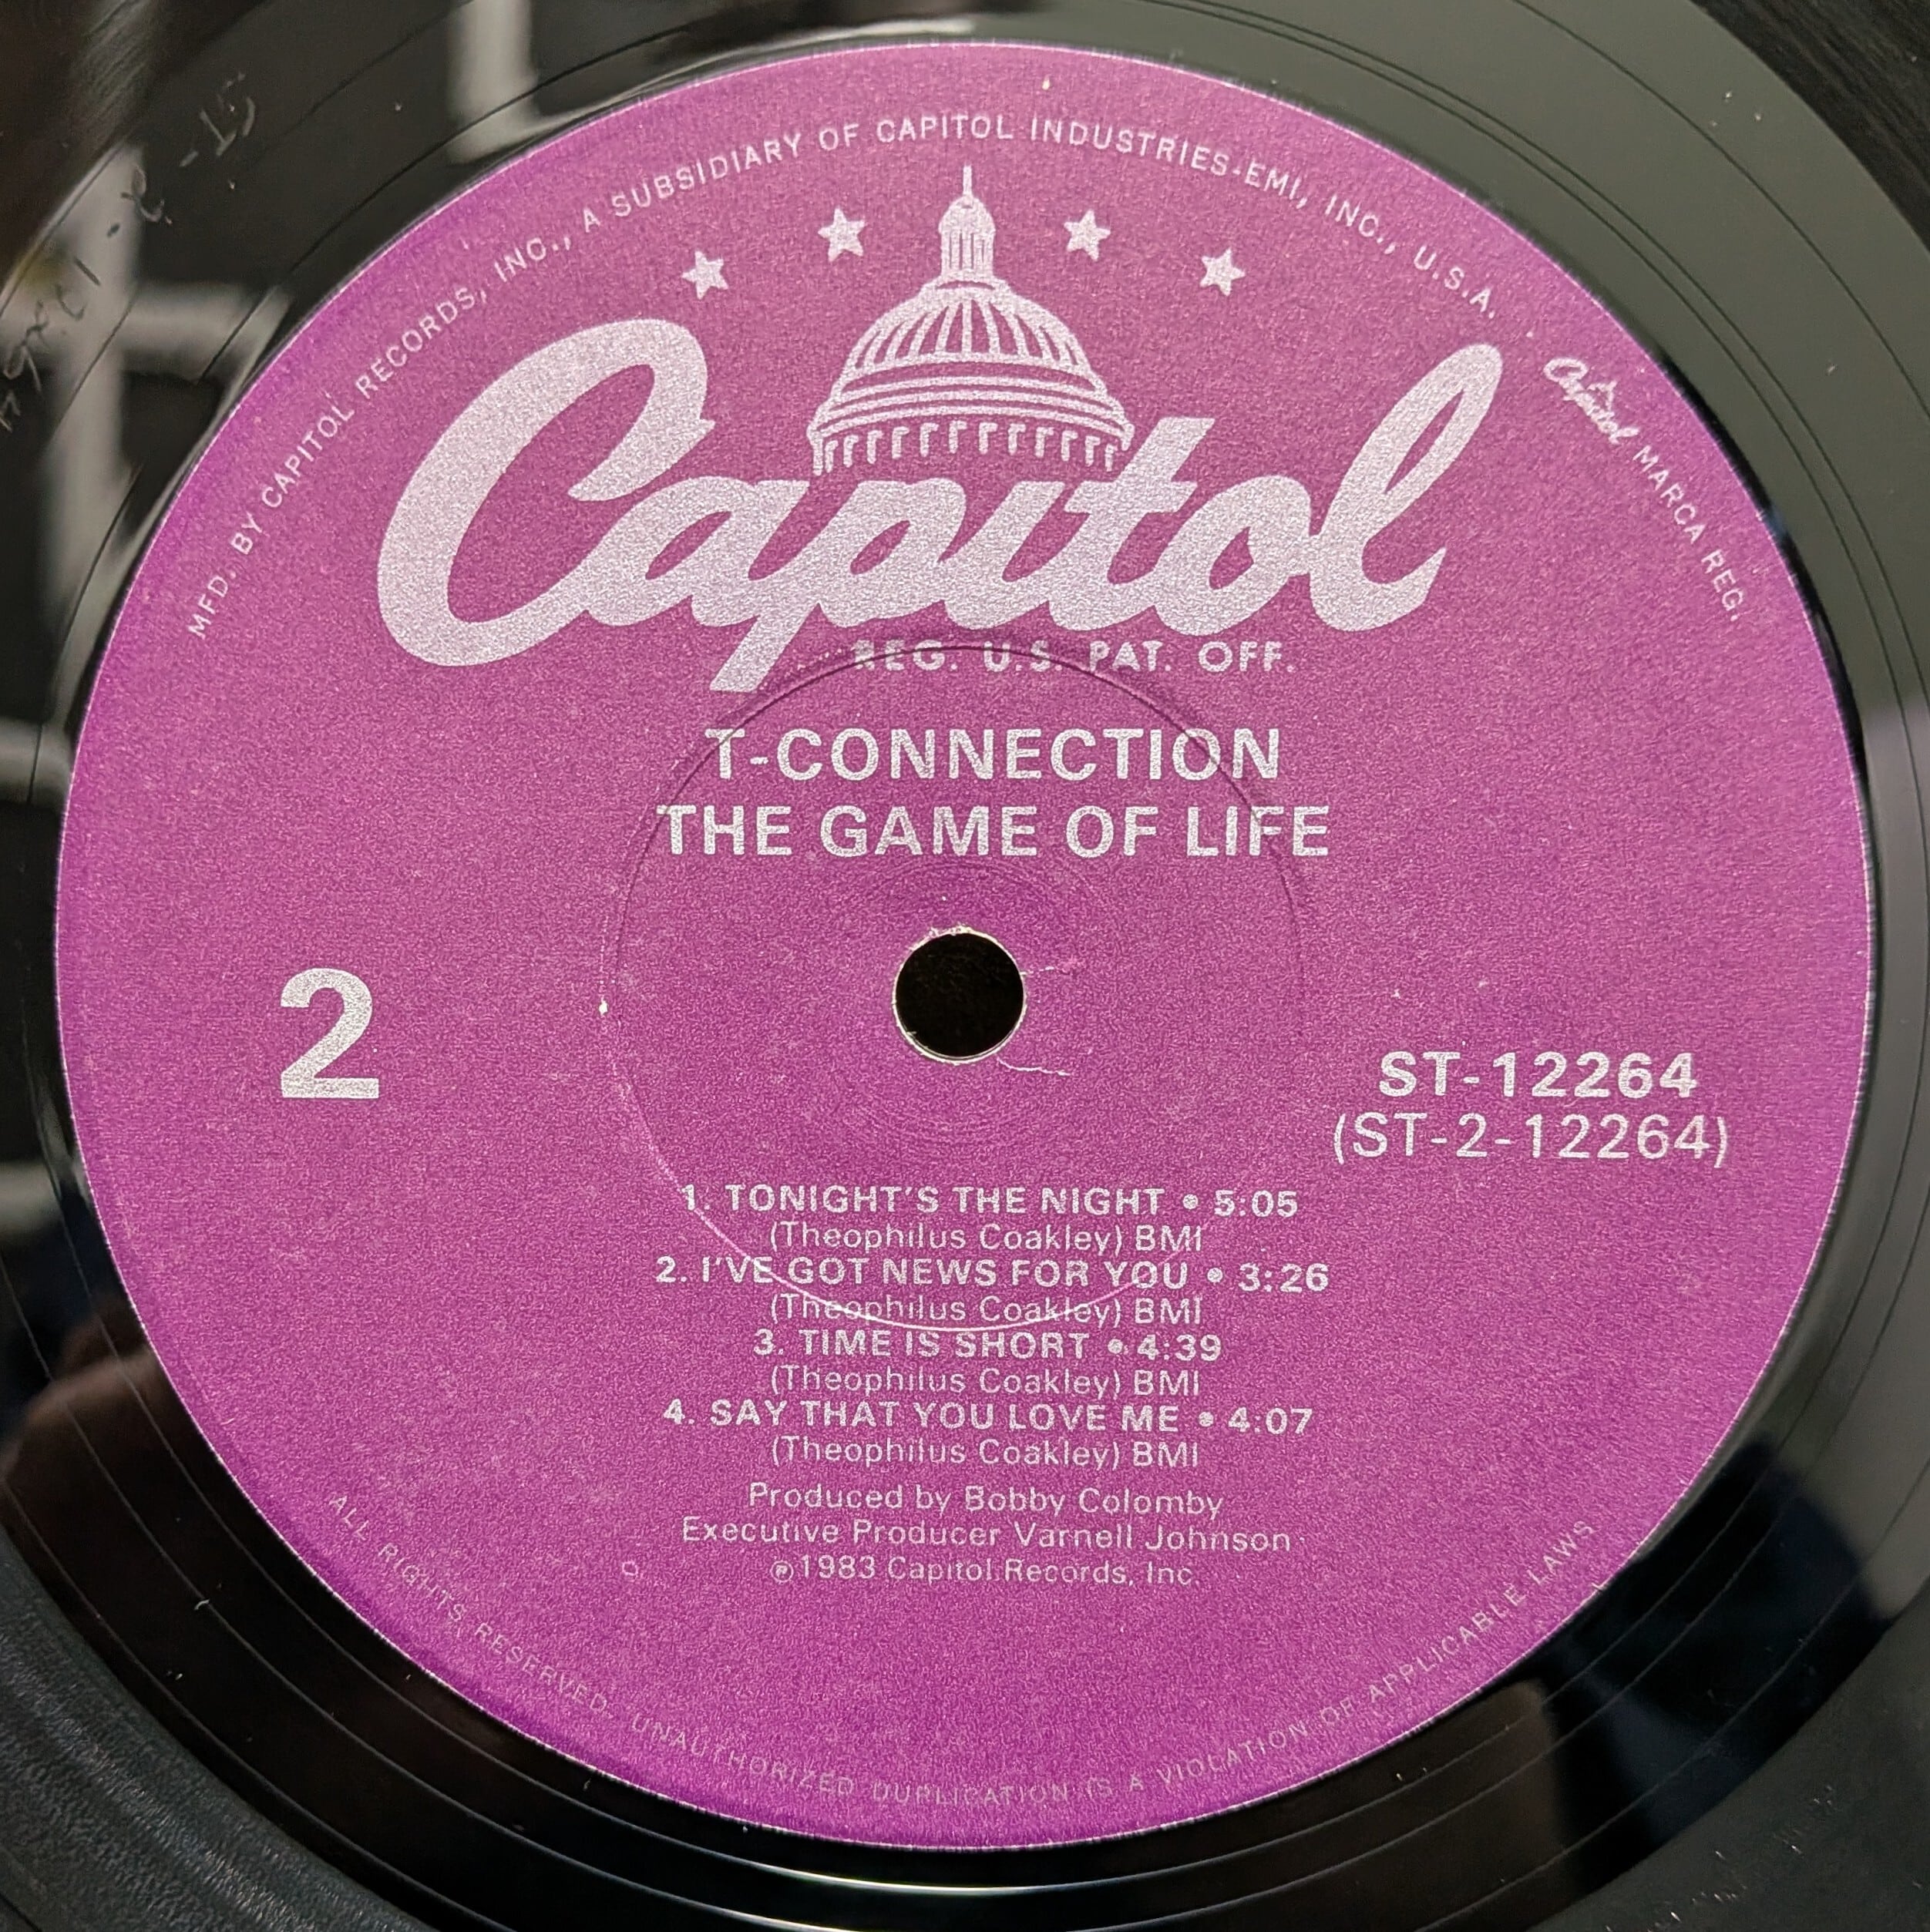 MFD. BY CAPITOL RECORDS, INC., A SUBSIDIARY OF CAPITOL INDUSTRIES-EMI, INC., U.S.A. . Capitol MARCA REG.
Capitol
REG. U.S. PAT. OFF.
T-CONNECTION
THE GAME OF LIFE
2
ST-12264
(ST-2-12264)
1. TONIGHT'S THE NIGHT • 5:05
(Theophilus Coakley) BMI
2. I'VE GOT NEWS FOR YOU • 3:26
(Theophilus Coakley) BMI
3. TIME IS SHORT • 4:39
(Theophilus Coakley) BMI
4. SAY THAT YOU LOVE ME • 4:07
(Theophilus Coakley) BMI
Produced by Bobby Colomby
Executive Producer Varnell Johnson
℗1983 Capitol Records, Inc.
ALL RIGHTS RESERVED. UNAUTHORIZED DUPLICATION IS A VIOLATION OF APPLICABLE LAWS